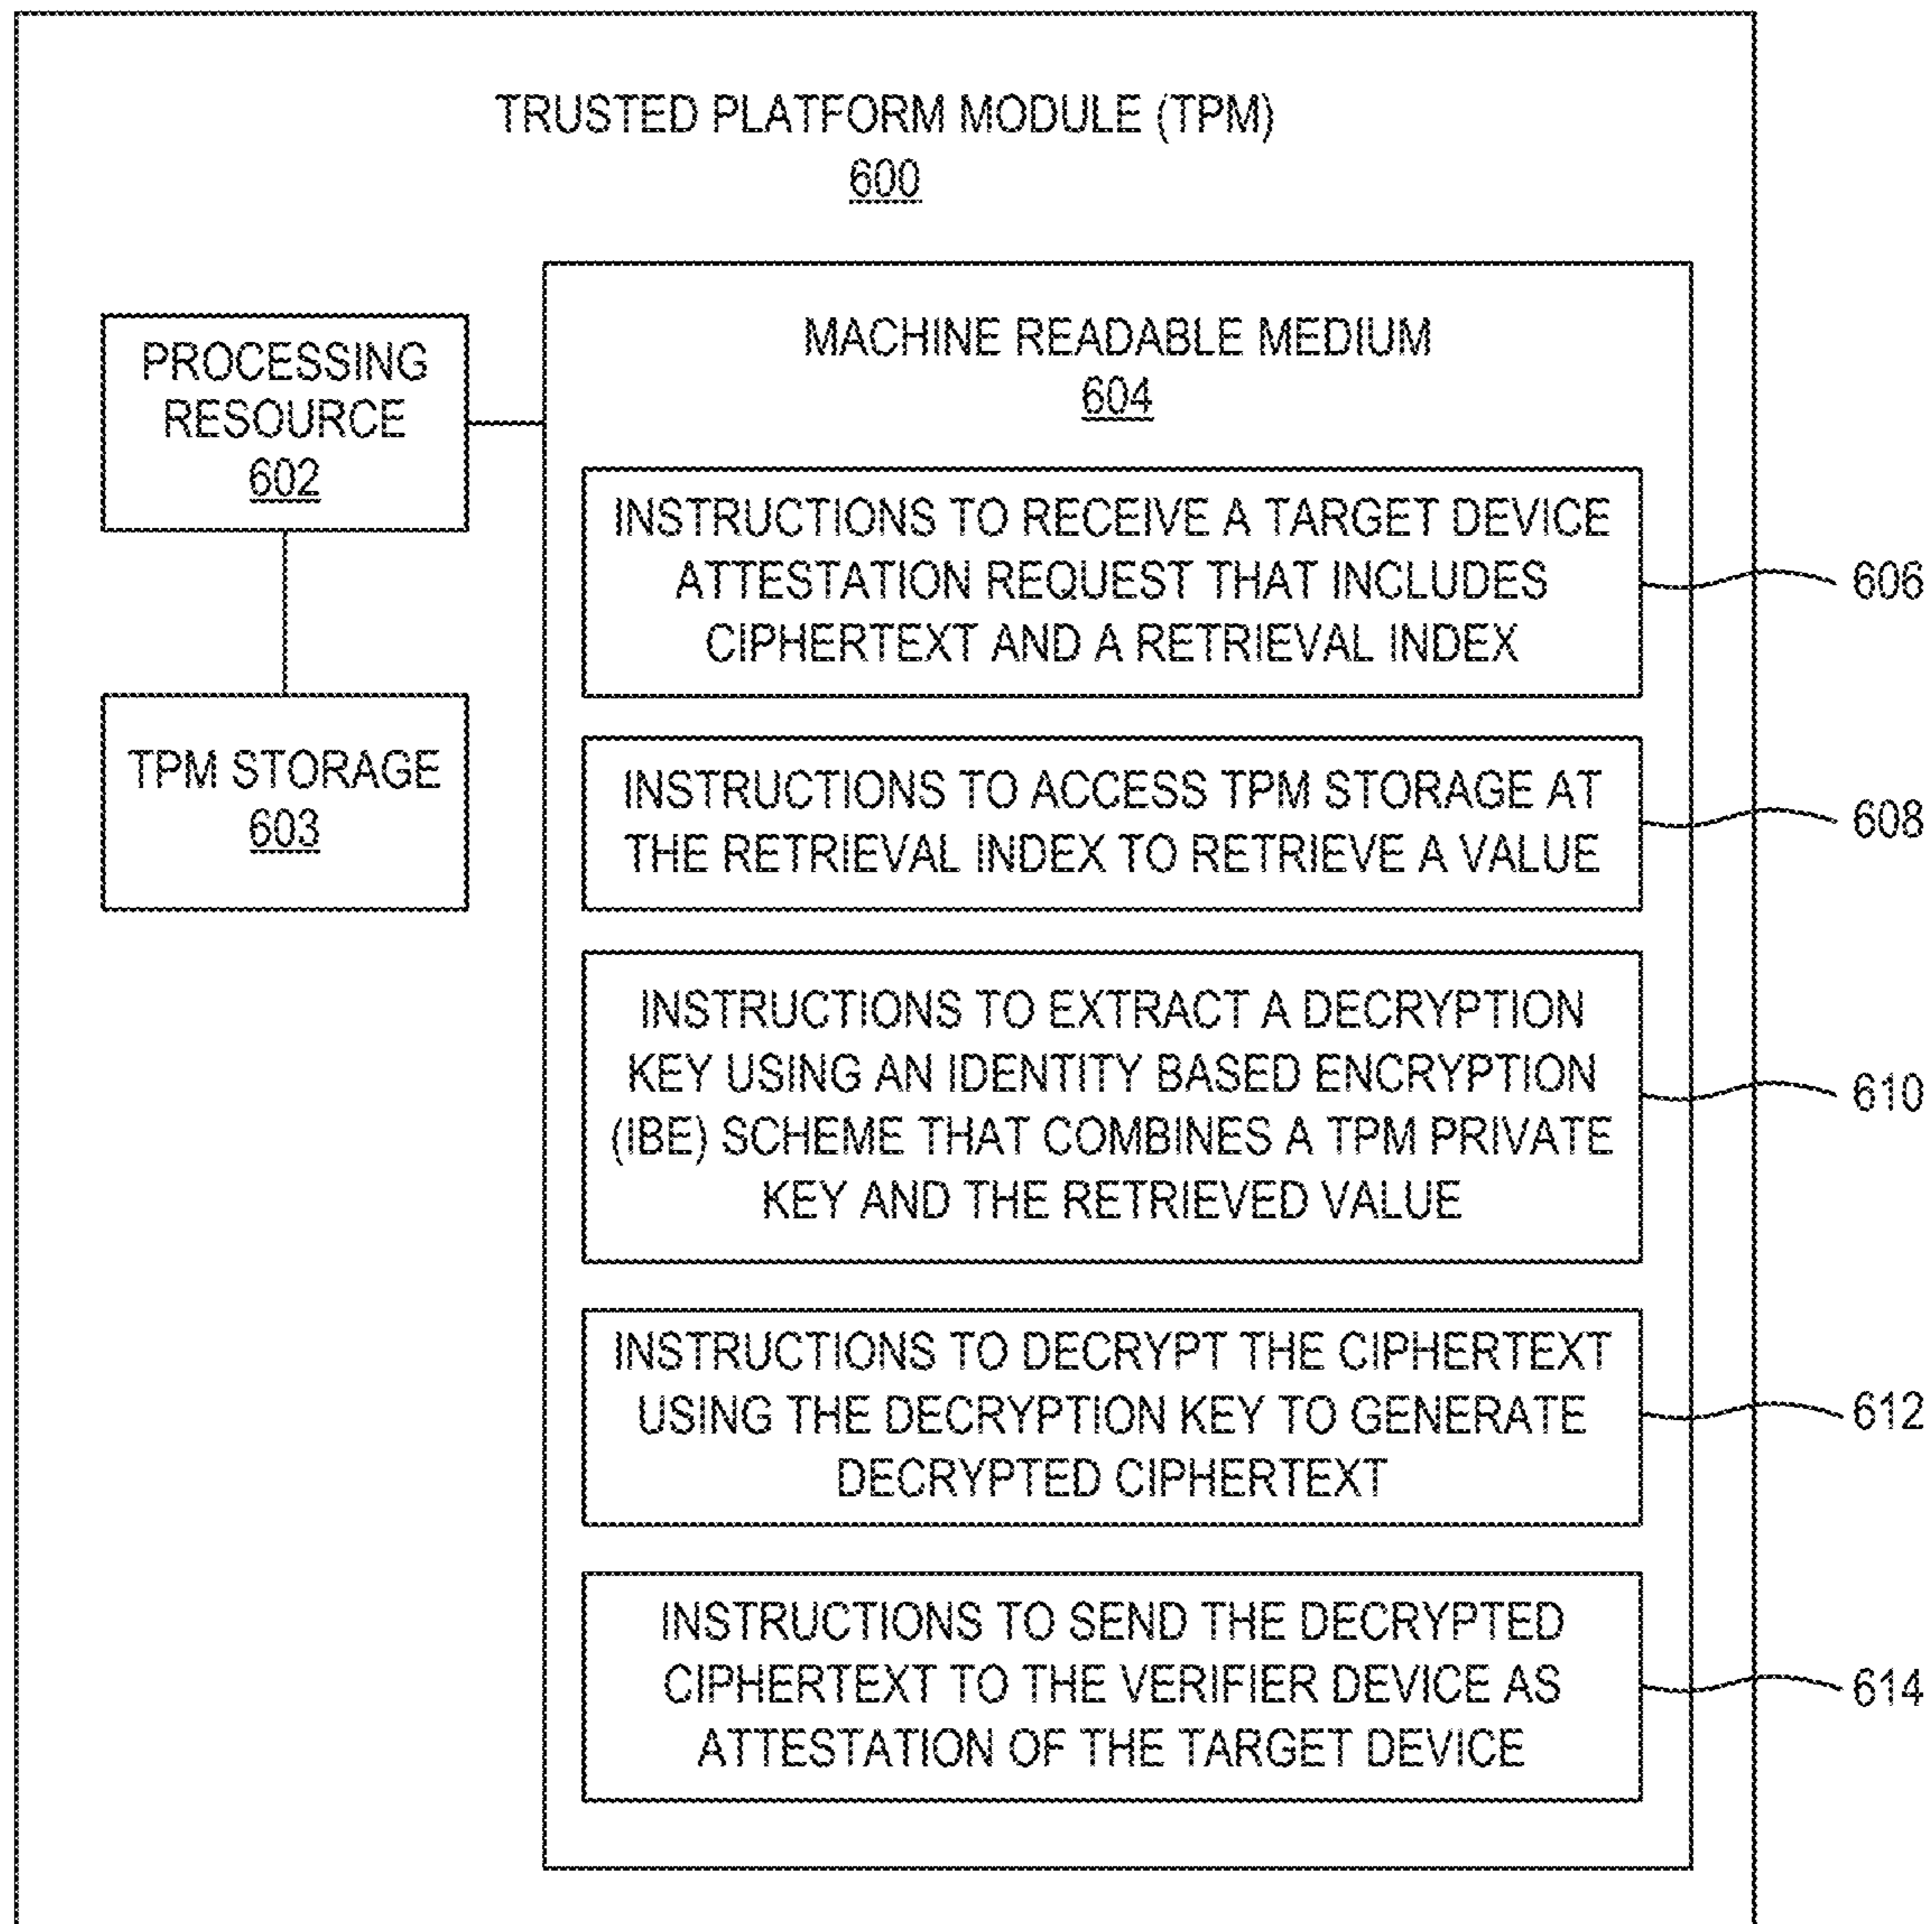 TRUSTED PLATFORM MODULE (TPM)
600
PROCESSING
RESOURCE
602
TPM STORAGE
603
MACHINE READABLE MEDIUM
604
INSTRUCTIONS TO RECEIVE A TARGET DEVICE
ATTESTATION REQUEST THAT INCLUDES
CIPHERTEXT AND A RETRIEVAL INDEX
606
INSTRUCTIONS TO ACCESS TPM STORAGE AT
THE RETRIEVAL INDEX TO RETRIEVE A VALUE
608
INSTRUCTIONS TO EXTRACT A DECRYPTION
KEY USING AN IDENTITY BASED ENCRYPTION
(IBE) SCHEME THAT COMBINES A TPM PRIVATE
KEY AND THE RETRIEVED VALUE
610
INSTRUCTIONS TO DECRYPT THE CIPHERTEXT
USING THE DECRYPTION KEY TO GENERATE
DECRYPTED CIPHERTEXT
612
INSTRUCTIONS TO SEND THE DECRYPTED
CIPHERTEXT TO THE VERIFIER DEVICE AS
ATTESTATION OF THE TARGET DEVICE
614